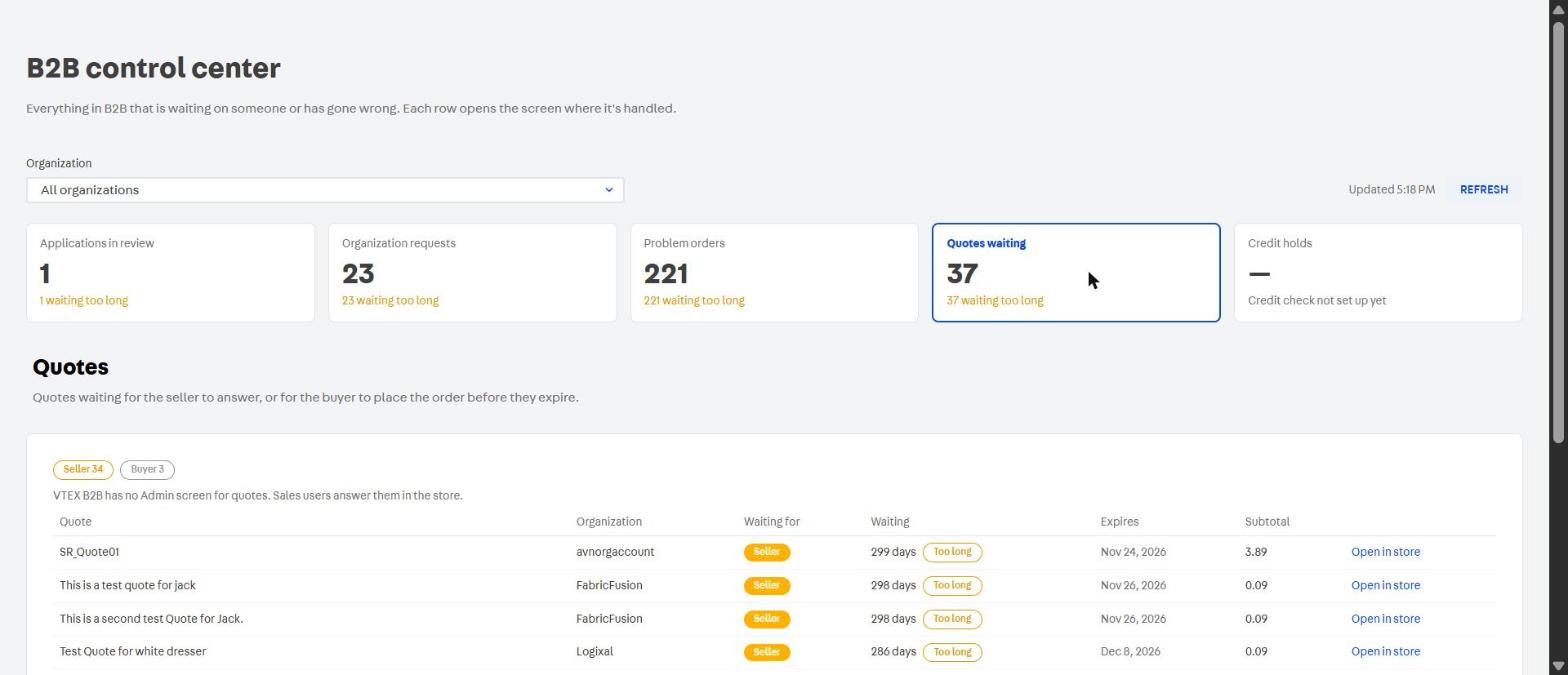 B2B control center
Everything in B2B that is waiting on someone or has gone wrong. Each row opens the screen where it's handled.
Organization
All organizations
Updated 5:18 PM REFRESH
Applications in review
1
1 waiting too long
Organization requests
23
23 waiting too long
Problem orders
221
221 waiting too long
Quotes waiting
37
37 waiting too long
Credit holds
—
Credit check not set up yet
Quotes
Quotes waiting for the seller to answer, or for the buyer to place the order before they expire.
Seller 34 Buyer 3
VTEX B2B has no Admin screen for quotes. Sales users answer them in the store.
Quote Organization Waiting for Waiting Expires Subtotal
SR_Quote01 avnorgaccount Seller 299 days Too long Nov 24, 2026 3.89 Open in store
This is a test quote for jack FabricFusion Seller 298 days Too long Nov 26, 2026 0.09 Open in store
This is a second test Quote for Jack. FabricFusion Seller 298 days Too long Nov 26, 2026 0.09 Open in store
Test Quote for white dresser Logixal Seller 286 days Too long Dec 8, 2026 0.09 Open in store